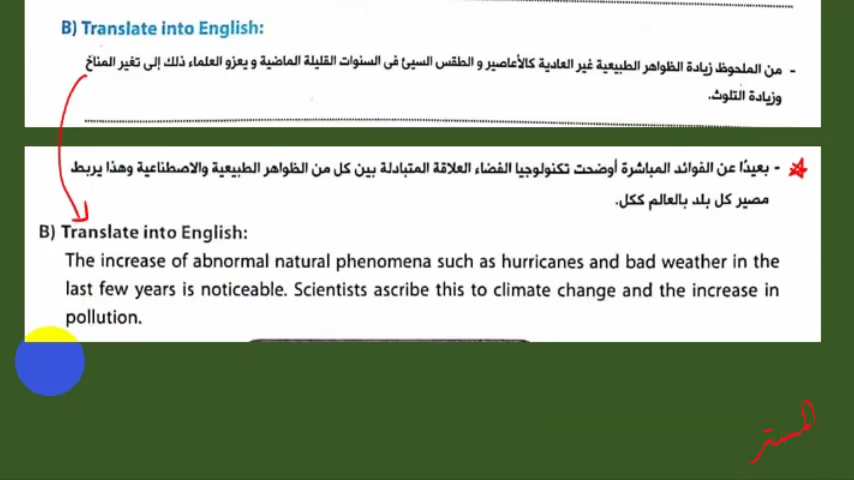 B) Translate into English:
- من الملحوظ زيادة الظواهر الطبيعية غير العادية كالأعاصير و الطقس السيئ فى السنوات القليلة الماضية و يعزو العلماء ذلك إلى تغير المناخ
وزيادة التلوث.
- بعيدًا عن الفوائد المباشرة أوضحت تكنولوجيا الفضاء العلاقة المتبادلة بين كل من الظواهر الطبيعية والاصطناعية وهذا يربط
مصير كل بلد بالعالم ككل.
B) Translate into English:
The increase of abnormal natural phenomena such as hurricanes and bad weather in the
last few years is noticeable. Scientists ascribe this to climate change and the increase in
pollution.
المستر